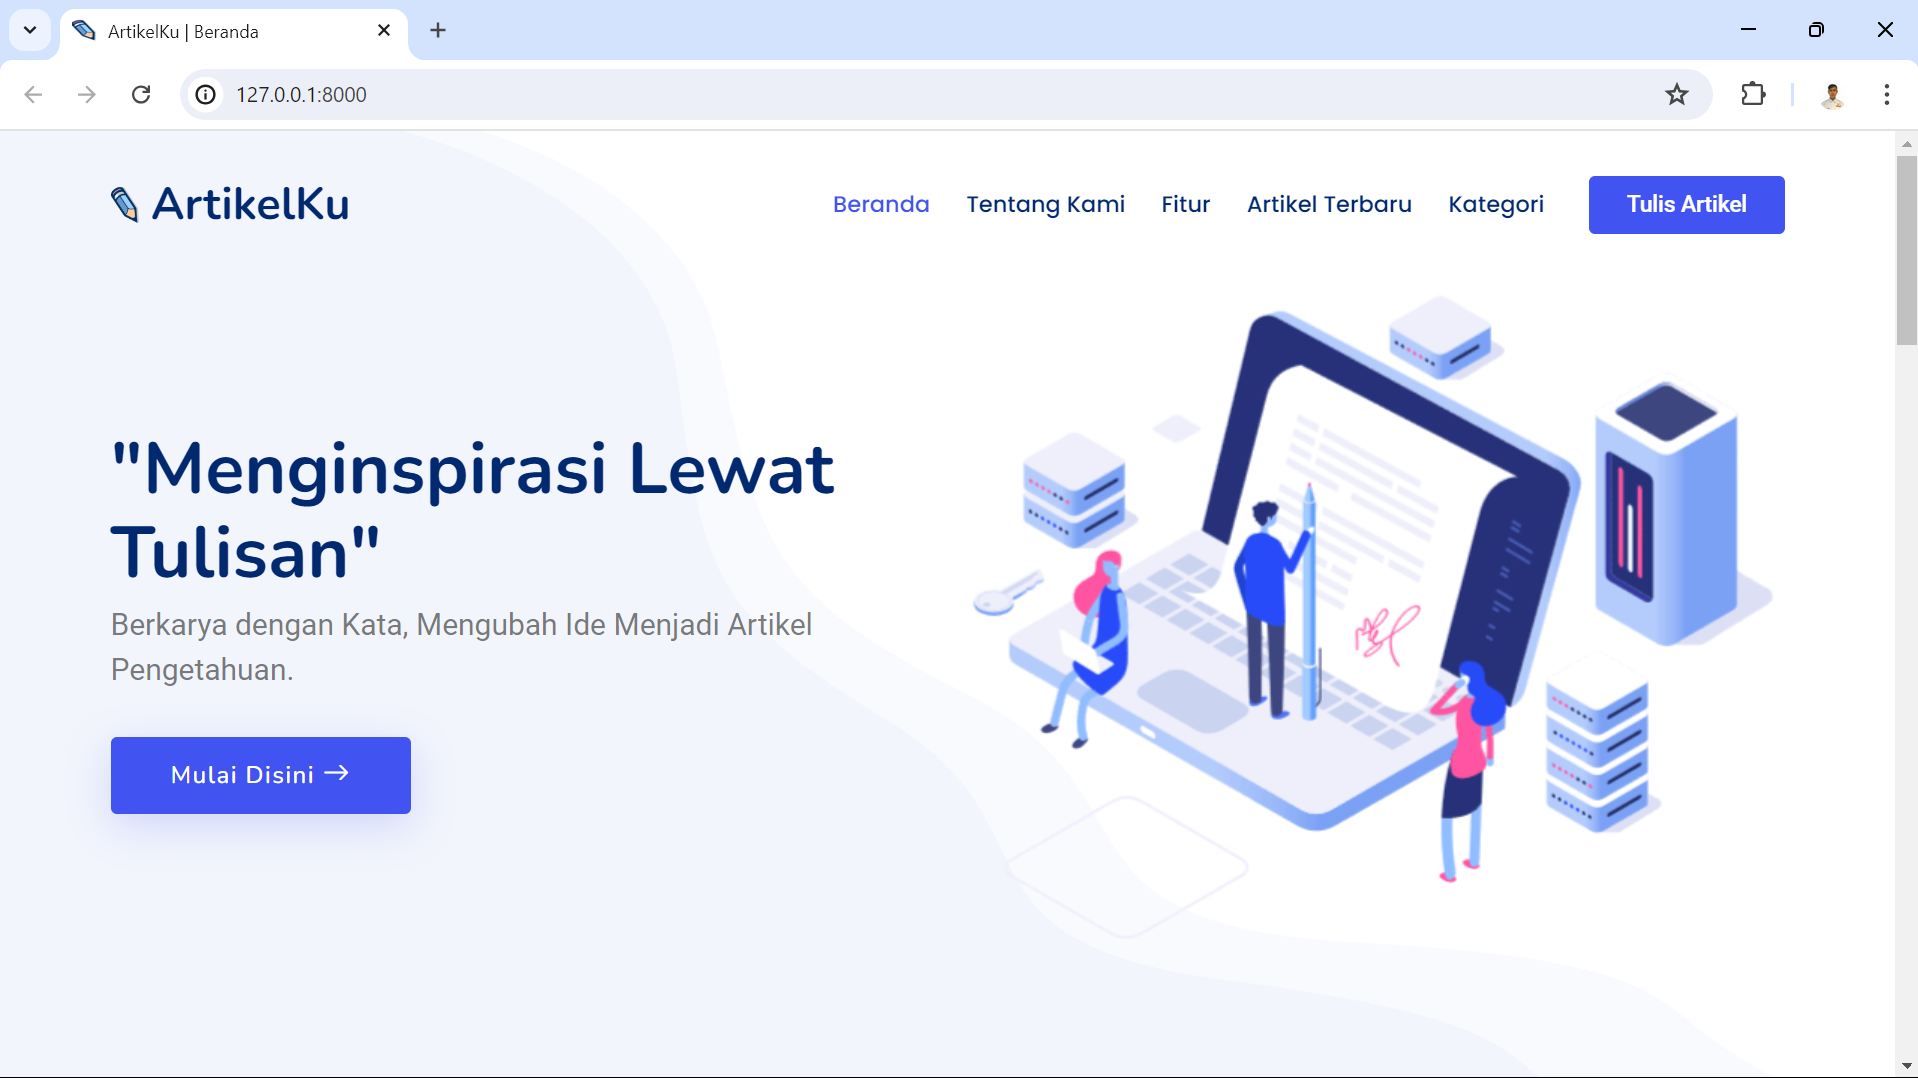 ArtikelKu | Beranda
127.0.0.1:8000
ArtikelKu
Beranda
Tentang Kami
Fitur
Artikel Terbaru
Kategori
Tulis Artikel
"Menginspirasi Lewat
Tulisan"
Berkarya dengan Kata, Mengubah Ide Menjadi Artikel
Pengetahuan.
Mulai Disini →